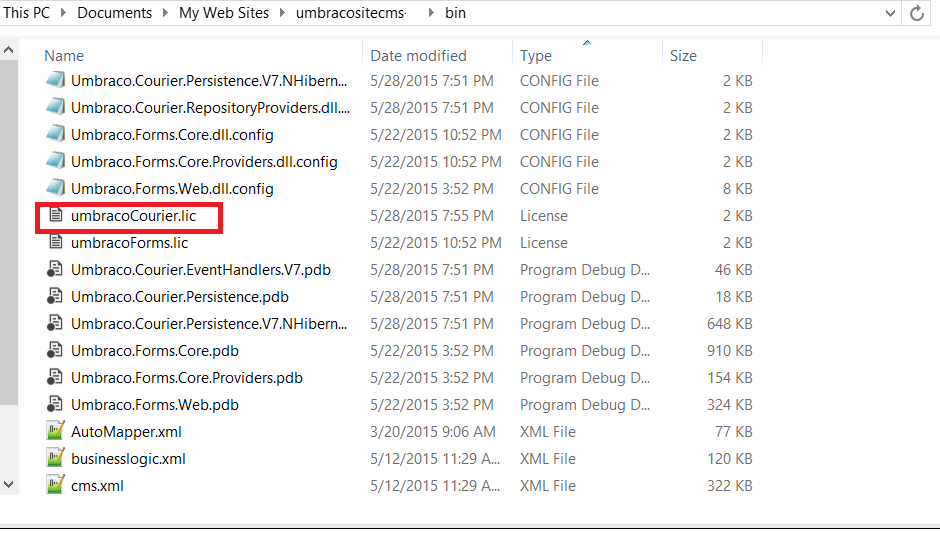 This PC Documents My Web Sites umbracositecms bin
Name Date modified Type Size
Umbraco.Courier.Persistence.V7.NHibern... 5/28/2015 7:51 PM CONFIG File 2 KB
Umbraco.Courier.RepositoryProviders.dll.... 5/28/2015 7:51 PM CONFIG File 2 KB
Umbraco.Forms.Core.dll.config 5/22/2015 10:52 PM CONFIG File 2 KB
Umbraco.Forms.Core.Providers.dll.config 5/22/2015 10:52 PM CONFIG File 2 KB
Umbraco.Forms.Web.dll.config 5/22/2015 3:52 PM CONFIG File 8 KB
umbracoCourier.lic 5/28/2015 7:55 PM License 2 KB
umbracoForms.lic 5/22/2015 10:52 PM License 2 KB
Umbraco.Courier.EventHandlers.V7.pdb 5/28/2015 7:51 PM Program Debug D... 46 KB
Umbraco.Courier.Persistence.pdb 5/28/2015 7:51 PM Program Debug D... 18 KB
Umbraco.Courier.Persistence.V7.NHibern... 5/28/2015 7:51 PM Program Debug D... 648 KB
Umbraco.Forms.Core.pdb 5/22/2015 3:52 PM Program Debug D... 910 KB
Umbraco.Forms.Core.Providers.pdb 5/22/2015 3:52 PM Program Debug D... 154 KB
Umbraco.Forms.Web.pdb 5/22/2015 3:52 PM Program Debug D... 324 KB
AutoMapper.xml 3/20/2015 9:06 AM XML File 77 KB
businesslogic.xml 5/12/2015 11:29 A... XML File 120 KB
cms.xml 5/12/2015 11:29 A... XML File 322 KB